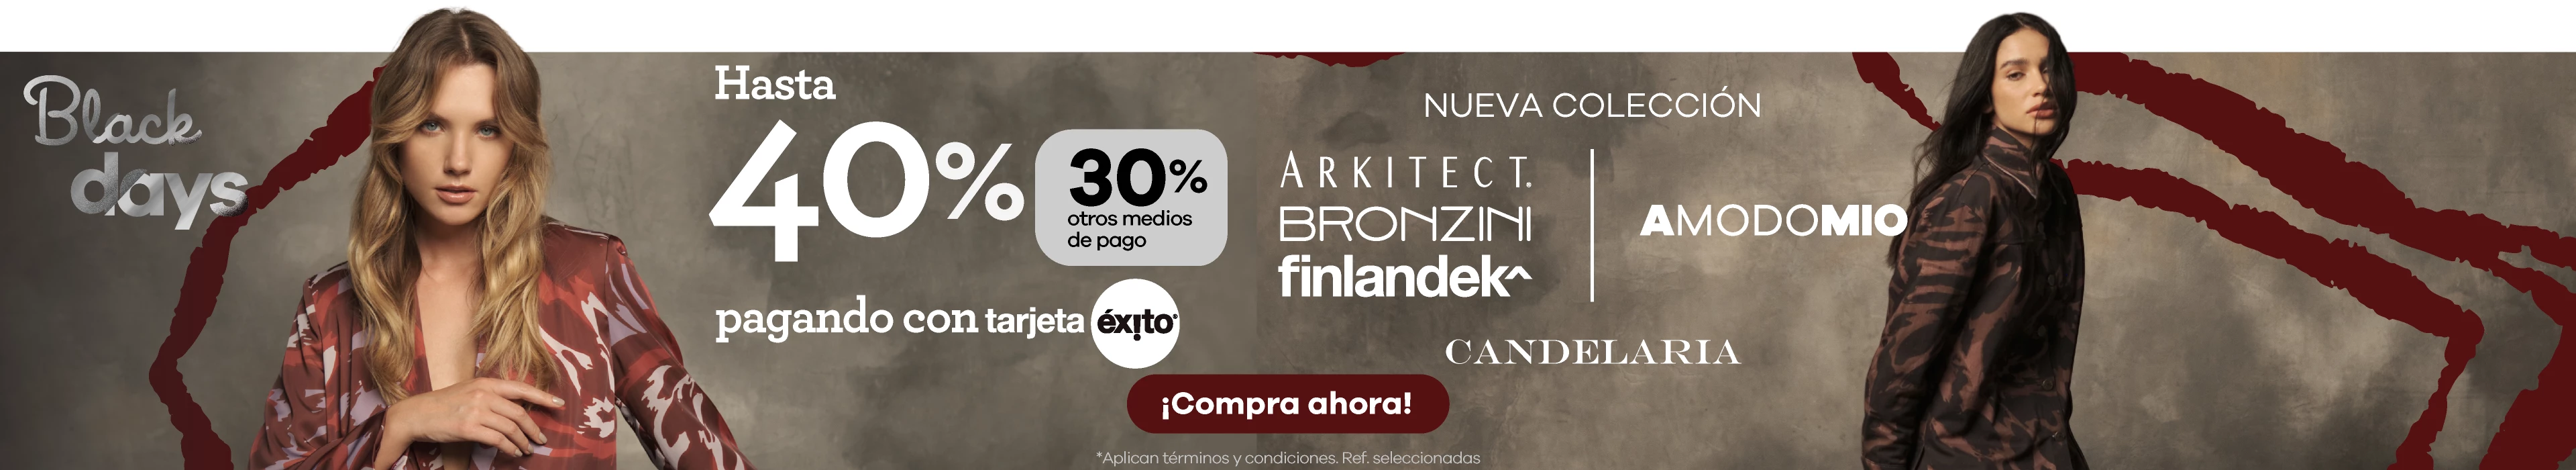 Black
days
Hasta
40%
30%
otros medios
de pago
pagando con tarjeta éxito
NUEVA COLECCIÓN
ARKITECT
BRONZINI
finlandek
AMODOMIO
CANDELARIA
¡Compra ahora!
*Aplican términos y condiciones. Ref. seleccionadas